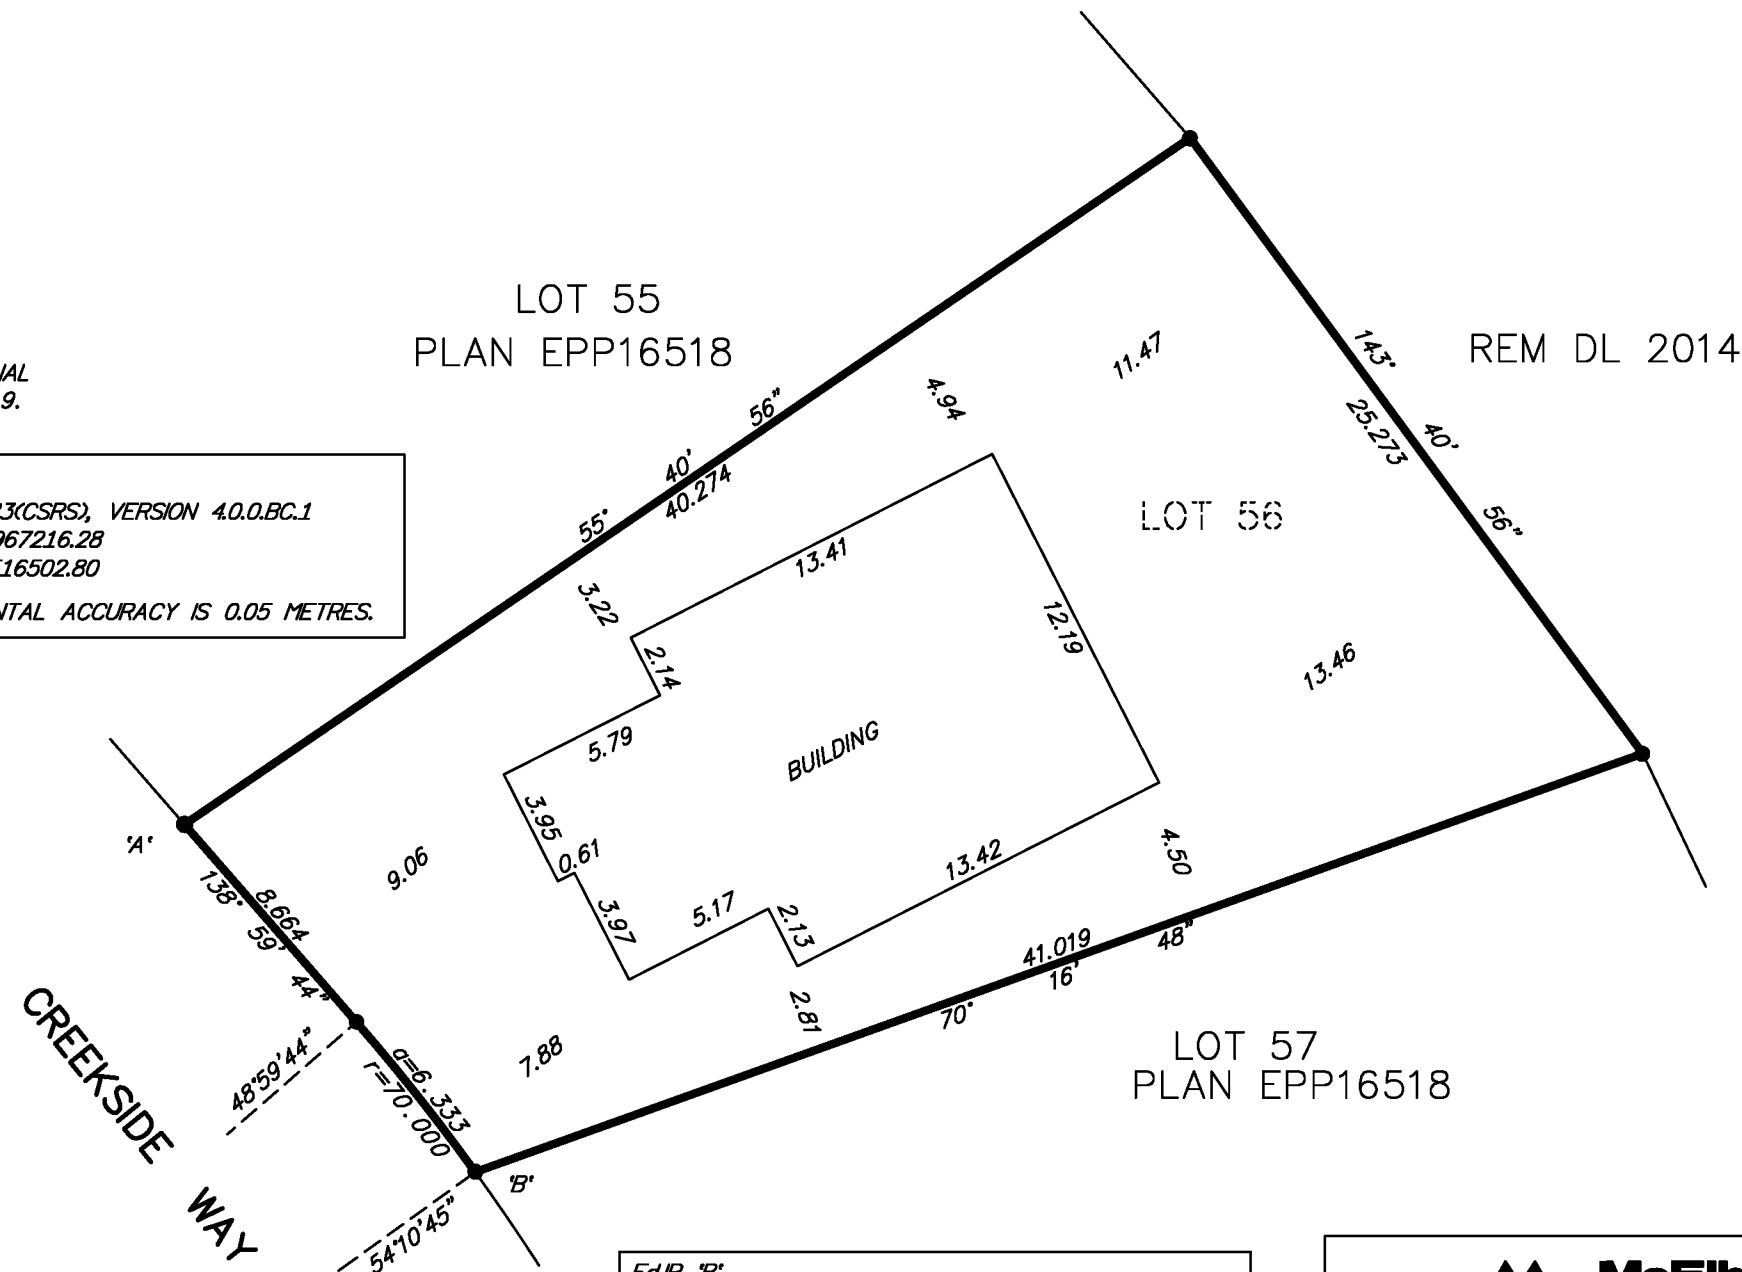 LOT 55
PLAN EPP16518
REM DL 2014
9.
CSRS), VERSION 4.0.0.BC.1
967216.28
16502.80
ACCURACY IS 0.05 METRES.
55° 40' 56"
40.274
143° 40' 56"
25.273
11.47
4.94
LOT 56
13.41
3.22
2.14
12.19
13.46
5.79
BUILDING
3.95
0.61
3.97
5.17
2.13
13.42
4.50
9.06
'A'
138° 59' 44"
8.664
41.019
70° 16' 48"
2.81
7.88
a=6.333
r=70.000
48°59'44"
54°10'45"
'B'
CREEKSIDE WAY
LOT 57
PLAN EPP16518